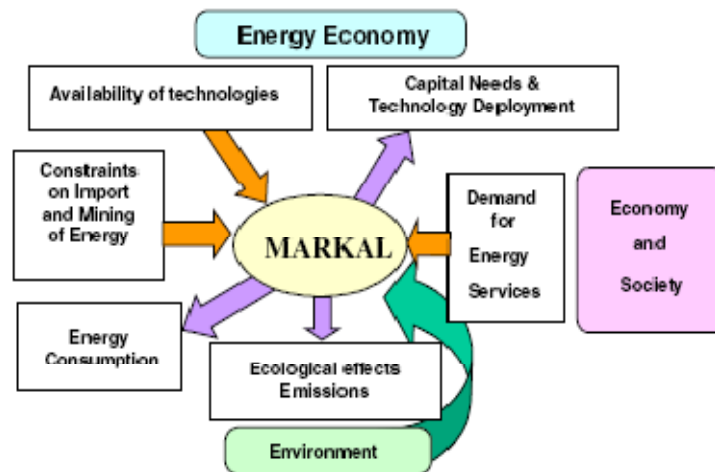 Energy Economy
Availability of technologies
Capital Needs &
Technology Deployment
Constraints
on Import
and Mining
of Energy
MARKAL
Demand
for
Energy
Services
Economy
and
Society
Energy
Consumption
Ecological effects
Emissions
Environment